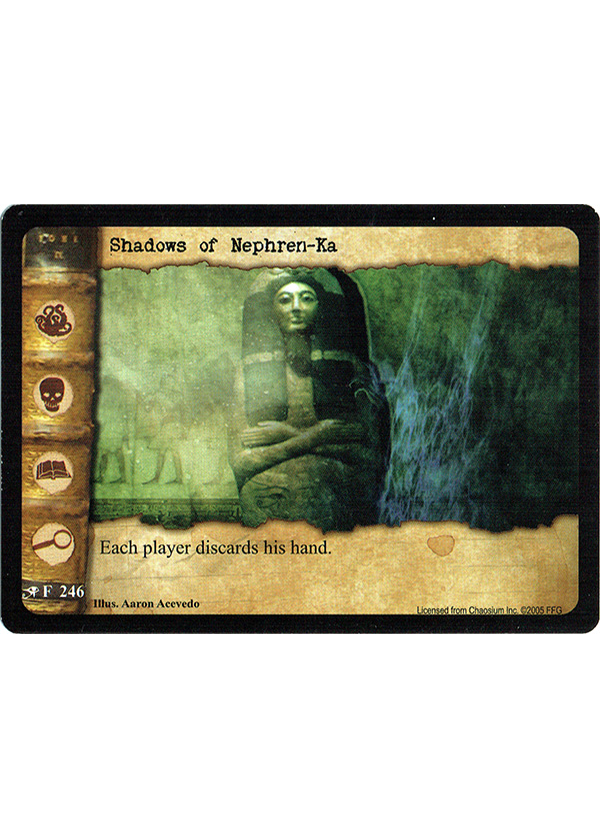 Shadows of Nephren-Ka
Each player discards his hand.
F 246
Illus. Aaron Acevedo
Licensed from Chaosium Inc. ©2005 FFG